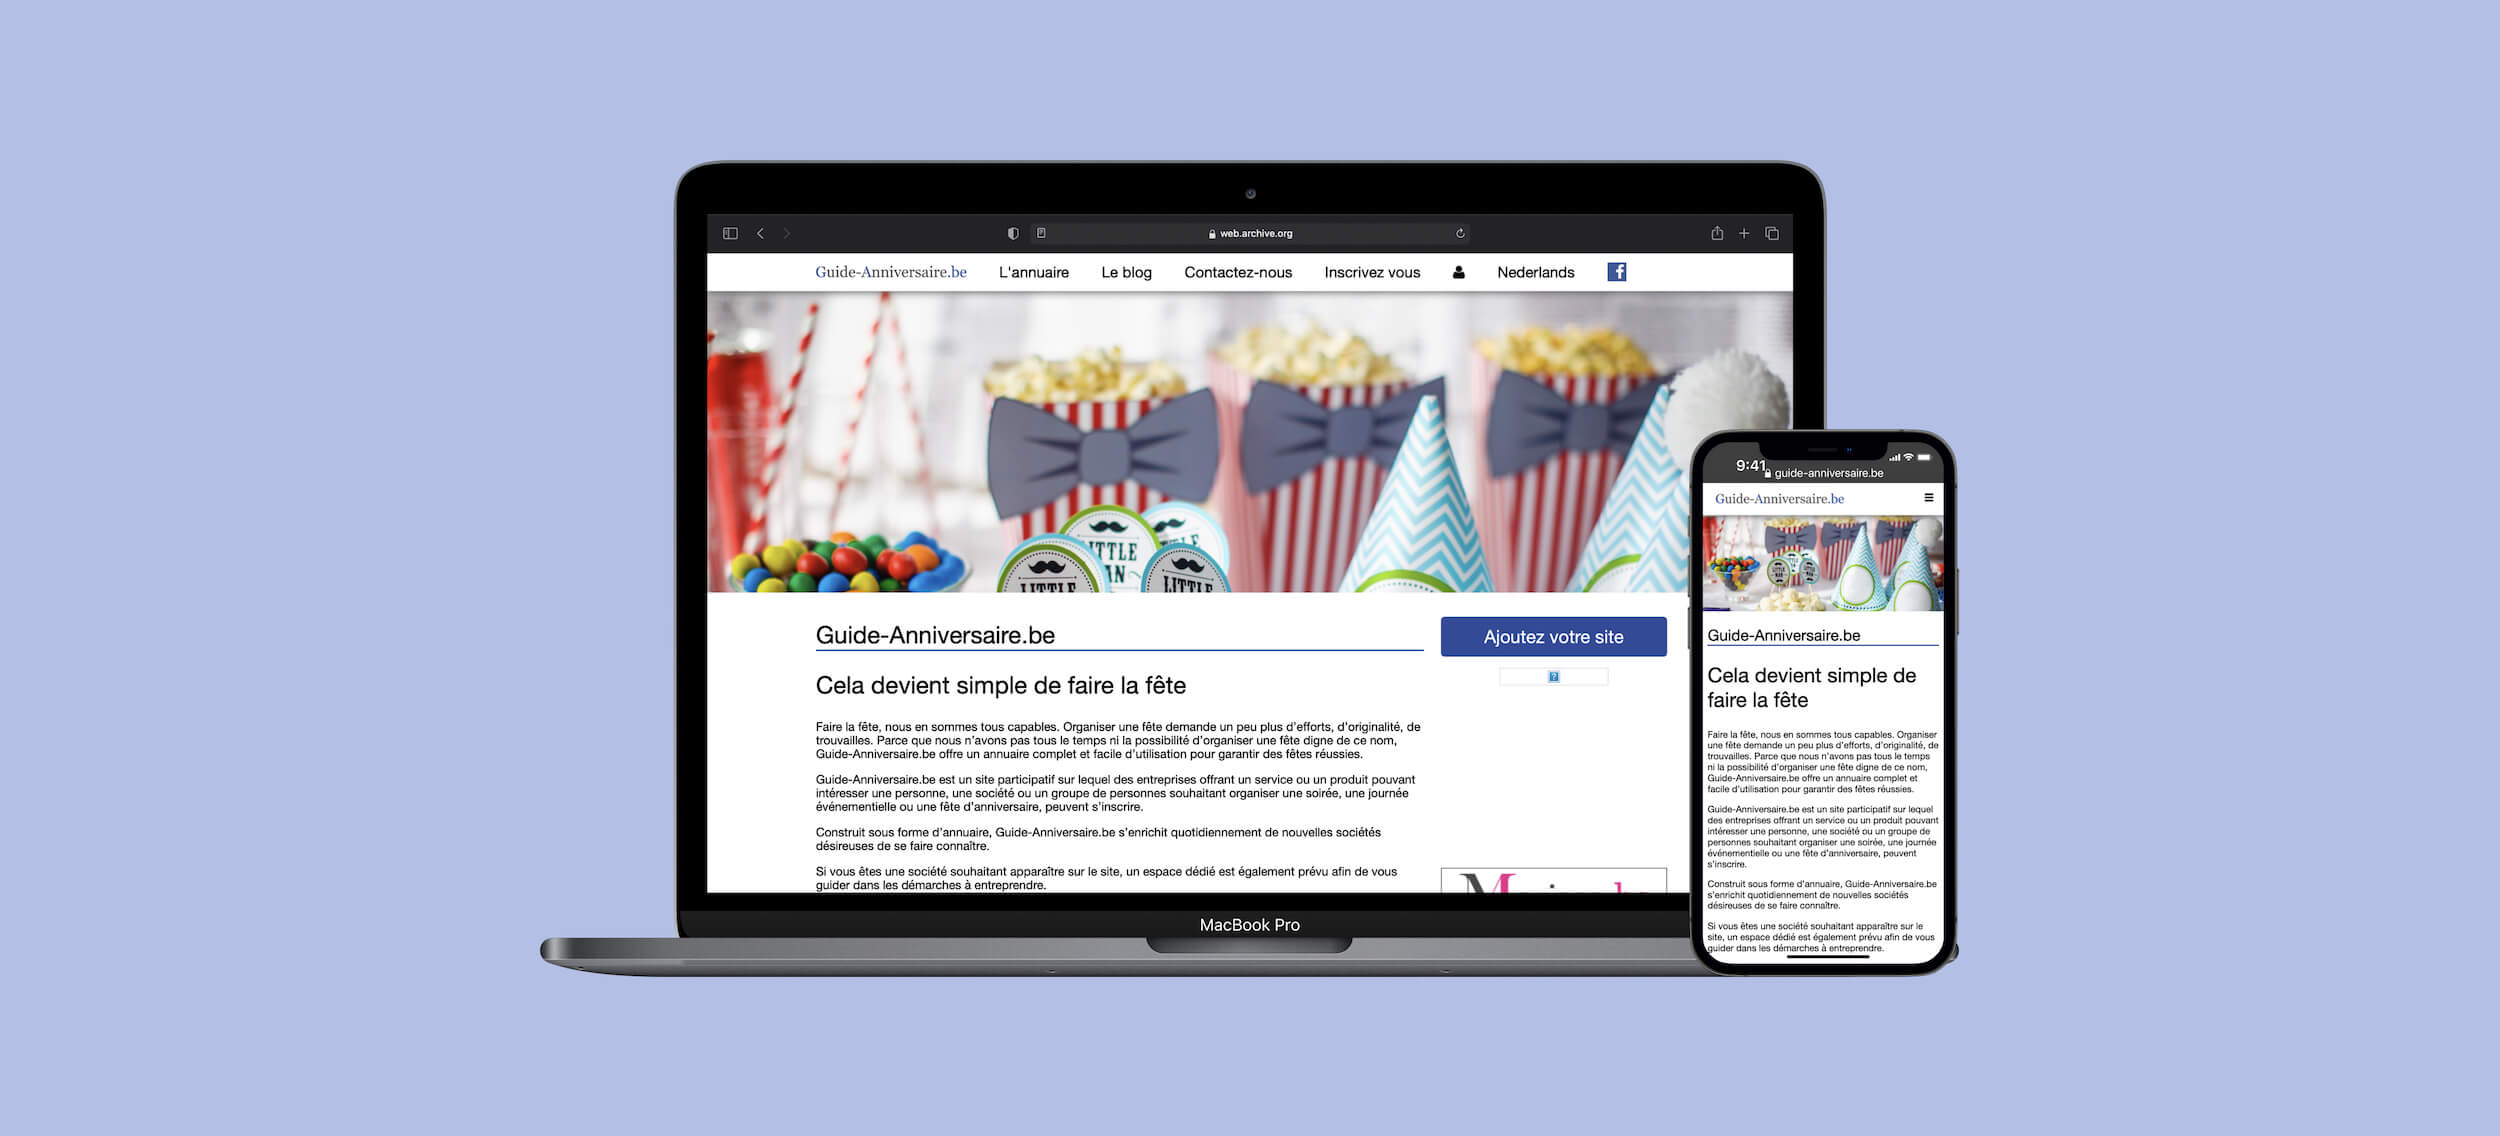 web.archive.org
Guide-Anniversaire.be L'annuaire Le blog Contactez-nous Inscrivez vous Nederlands f
LITTLE
LITTLE
LITTLE
Guide-Anniversaire.be
Ajoutez votre site
?
Cela devient simple de faire la fête
Faire la fête, nous en sommes tous capables. Organiser une fête demande un peu plus d'efforts, d'originalité, de
trouvailles. Parce que nous n'avons pas tous le temps ni la possibilité d'organiser une fête digne de ce nom,
Guide-Anniversaire.be offre un annuaire complet et facile d'utilisation pour garantir des fêtes réussies.
Guide-Anniversaire.be est un site participatif sur lequel des entreprises offrant un service ou un produit pouvant
intéresser une personne, une société ou un groupe de personnes souhaitant organiser une soirée, une journée
événementielle ou une fête d'anniversaire, peuvent s'inscrire.
Construit sous forme d'annuaire, Guide-Anniversaire.be s'enrichit quotidiennement de nouvelles sociétés
désireuses de se faire connaître.
Si vous êtes une société souhaitant apparaître sur le site, un espace dédié est également prévu afin de vous
guider dans les démarches à entreprendre.
MacBook Pro
9:41
guide-anniversaire.be
Guide-Anniversaire.be
Guide-Anniversaire.be
Cela devient simple de
faire la fête
Faire la fête, nous en sommes tous capables. Organiser
une fête demande un peu plus d'efforts, d'originalité, de
trouvailles. Parce que nous n'avons pas tous le temps
ni la possibilité d'organiser une fête digne de ce nom,
Guide-Anniversaire.be offre un annuaire complet et
facile d'utilisation pour garantir des fêtes réussies.
Guide-Anniversaire.be est un site participatif sur lequel
des entreprises offrant un service ou un produit pouvant
intéresser une personne, une société ou un groupe de
personnes souhaitant organiser une soirée, une journée
événementielle ou une fête d'anniversaire, peuvent
s'inscrire.
Construit sous forme d'annuaire, Guide-Anniversaire.be
s'enrichit quotidiennement de nouvelles sociétés
désireuses de se faire connaître.
Si vous êtes une société souhaitant apparaître sur le
site, un espace dédié est également prévu afin de vous
guider dans les démarches à entreprendre.